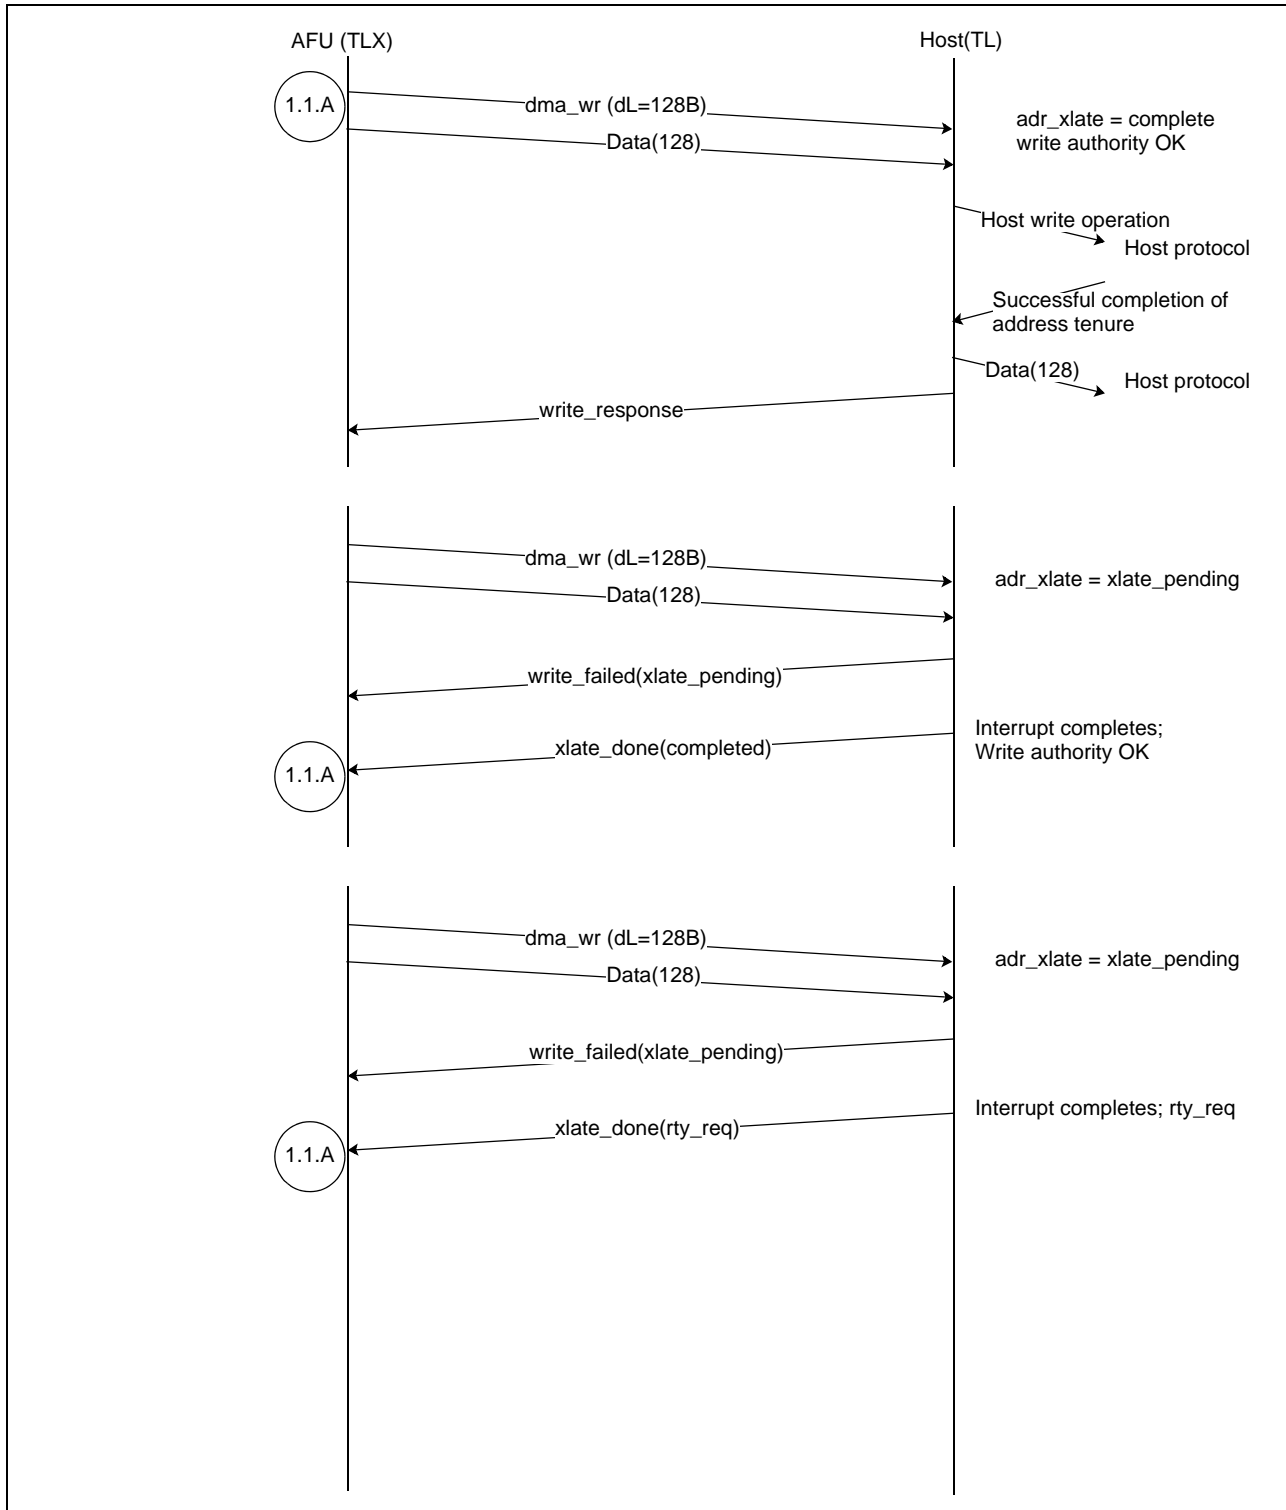 AFU (TLX)
Host(TL)
1.1.A
dma_wr (dL=128B)
adr_xlate = complete
write authority OK
Data(128)
Host write operation
Host protocol
Successful completion of
address tenure
Data(128)
Host protocol
write_response
dma_wr (dL=128B)
adr_xlate = xlate_pending
Data(128)
write_failed(xlate_pending)
Interrupt completes;
Write authority OK
xlate_done(completed)
1.1.A
dma_wr (dL=128B)
adr_xlate = xlate_pending
Data(128)
write_failed(xlate_pending)
Interrupt completes; rty_req
xlate_done(rty_req)
1.1.A